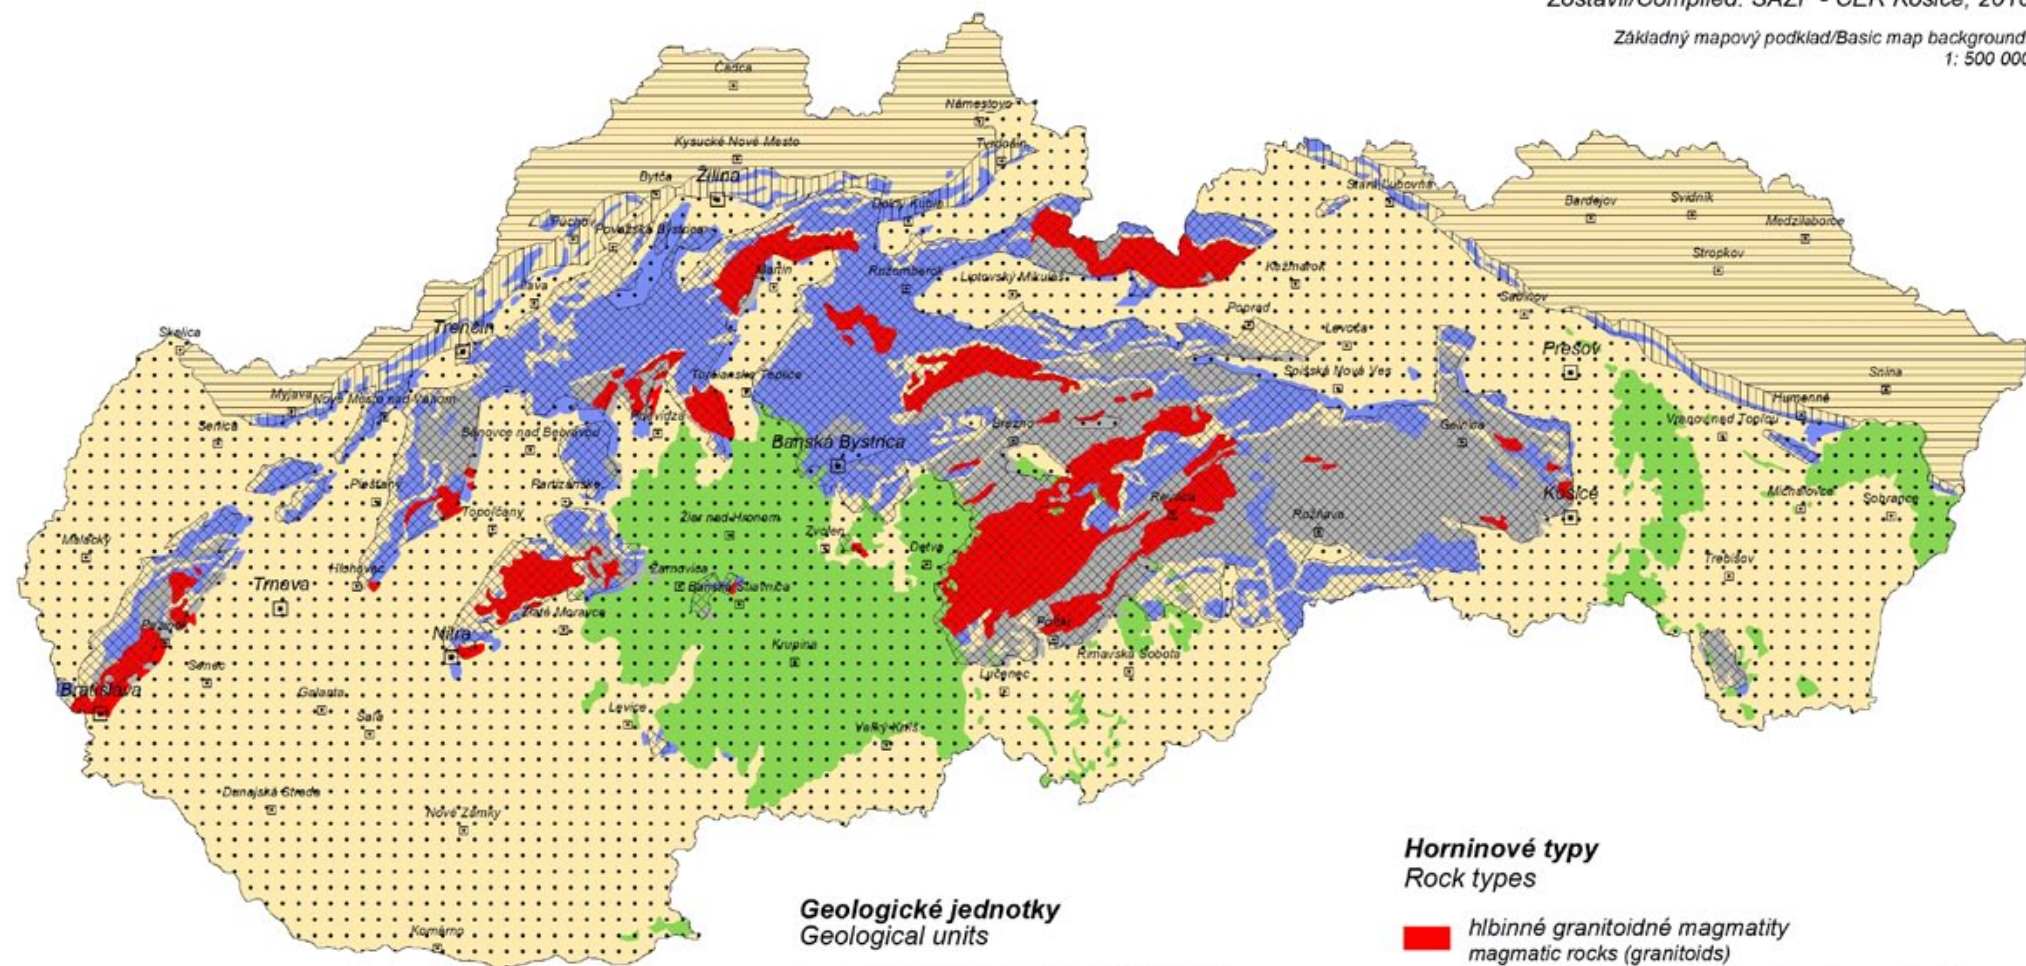 Základný mapový podklad/Basic map background
1: 500 000
Čadca
Námestovo
Kysucké Nové Mesto
Tvrdošín
Bytča
Žilina
Stará Ľubovňa
Bardejov
Svidník
Medzilaborce
Púchov
Považská Bystrica
Dolný Kubín
Stropkov
Ilava
Martin
Ružomberok
Liptovský Mikuláš
Kežmarok
Sabinov
Poprad
Skalica
Trenčín
Levoča
Prešov
Turčianske Teplice
Spišská Nová Ves
Snina
Myjava
Nové Mesto nad Váhom
Prievidza
Humenné
Senica
Bánovce nad Bebravou
Brezno
Gelnica
Vranov nad Topľou
Banská Bystrica
Piešťany
Partizánske
Revúca
Košice
Michalovce
Sobrance
Topoľčany
Žiar nad Hronom
Rožňava
Malacky
Zvolen
Detva
Hlohovec
Trnava
Žarnovica
Banská Štiavnica
Trebišov
Pezinok
Zlaté Moravce
Nitra
Poltár
Senec
Krupina
Rimavská Sobota
Bratislava
Galanta
Lučenec
Šaľa
Levice
Veľký Krtíš
Dunajská Streda
Nové Zámky
Komárno
Geologické jednotky
Geological units
Horninové typy
Rock types
hlbinné granitoidné magmatity
magmatic rocks (granitoids)